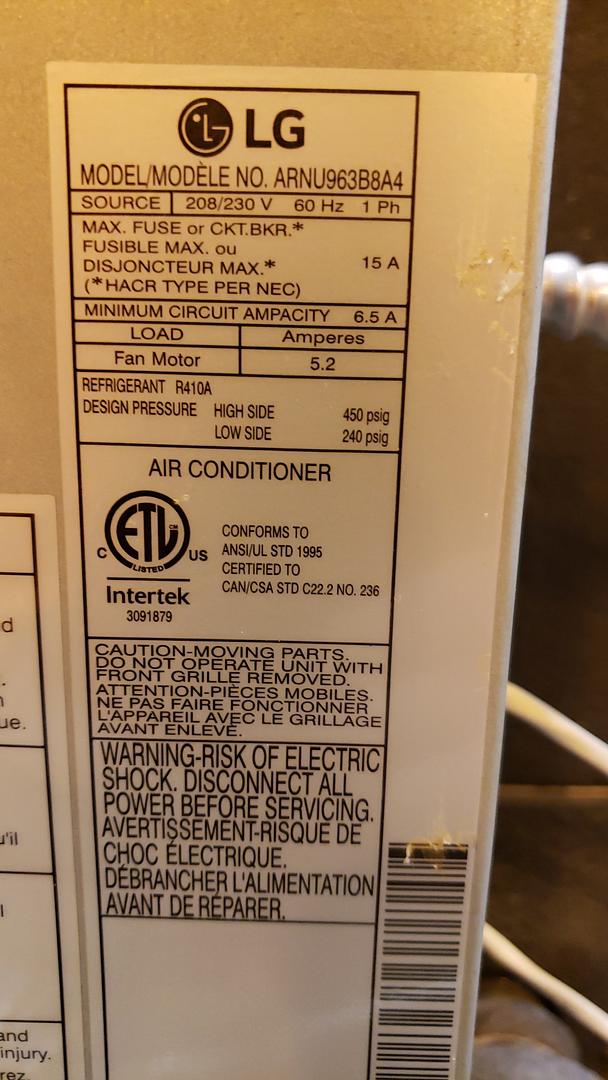 LG
MODEL/MODÈLE NO. ARNU963B8A4
SOURCE 208/230 V 60 Hz 1 Ph
MAX. FUSE or CKT.BKR.*
FUSIBLE MAX. ou
DISJONCTEUR MAX.* 15 A
(*HACR TYPE PER NEC)
MINIMUM CIRCUIT AMPACITY 6.5 A
LOAD Amperes
Fan Motor 5.2
REFRIGERANT R410A
DESIGN PRESSURE HIGH SIDE 450 psig
LOW SIDE 240 psig
AIR CONDITIONER
ETL CM
LISTED
C US
Intertek
3091879
CONFORMS TO
ANSI/UL STD 1995
CERTIFIED TO
CAN/CSA STD C22.2 NO. 236
CAUTION-MOVING PARTS.
DO NOT OPERATE UNIT WITH
FRONT GRILLE REMOVED.
ATTENTION-PIÈCES MOBILES.
NE PAS FAIRE FONCTIONNER
L'APPAREIL AVEC LE GRILLAGE
AVANT ENLEVÉ.
WARNING-RISK OF ELECTRIC
SHOCK. DISCONNECT ALL
POWER BEFORE SERVICING.
AVERTISSEMENT-RISQUE DE
CHOC ÉLECTRIQUE.
DÉBRANCHER L'ALIMENTATION
AVANT DE RÉPARER.
and
injury.